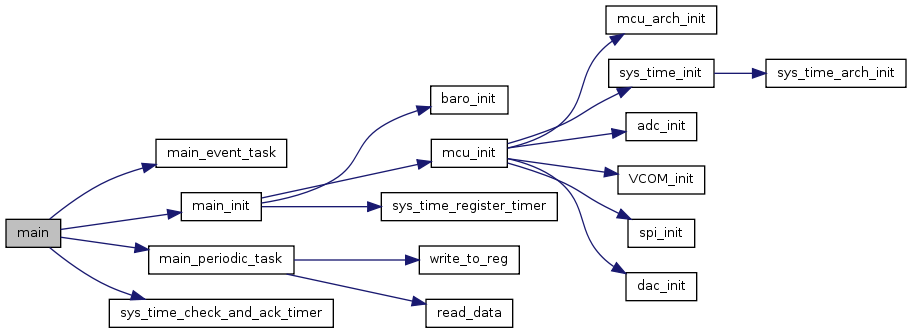 mcu_arch_init
sys_time_init
sys_time_arch_init
baro_init
adc_init
main_event_task
mcu_init
VCOM_init
main_init
sys_time_register_timer
main
spi_init
main_periodic_task
write_to_reg
dac_init
sys_time_check_and_ack_timer
read_data